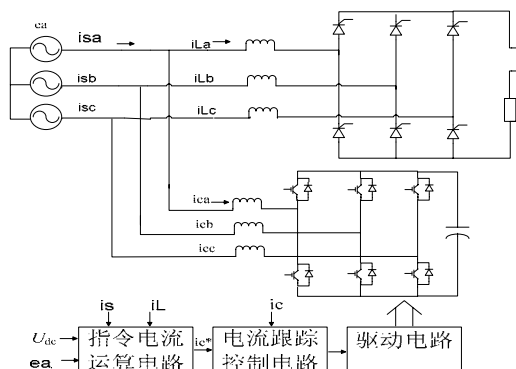 ea
isa
iLa
isb
iLb
isc
iLc
ica
icb
icc
is
iL
ic
Udc
ea
指令电流
运算电路
ic*
电流跟踪
控制电路
驱动电路